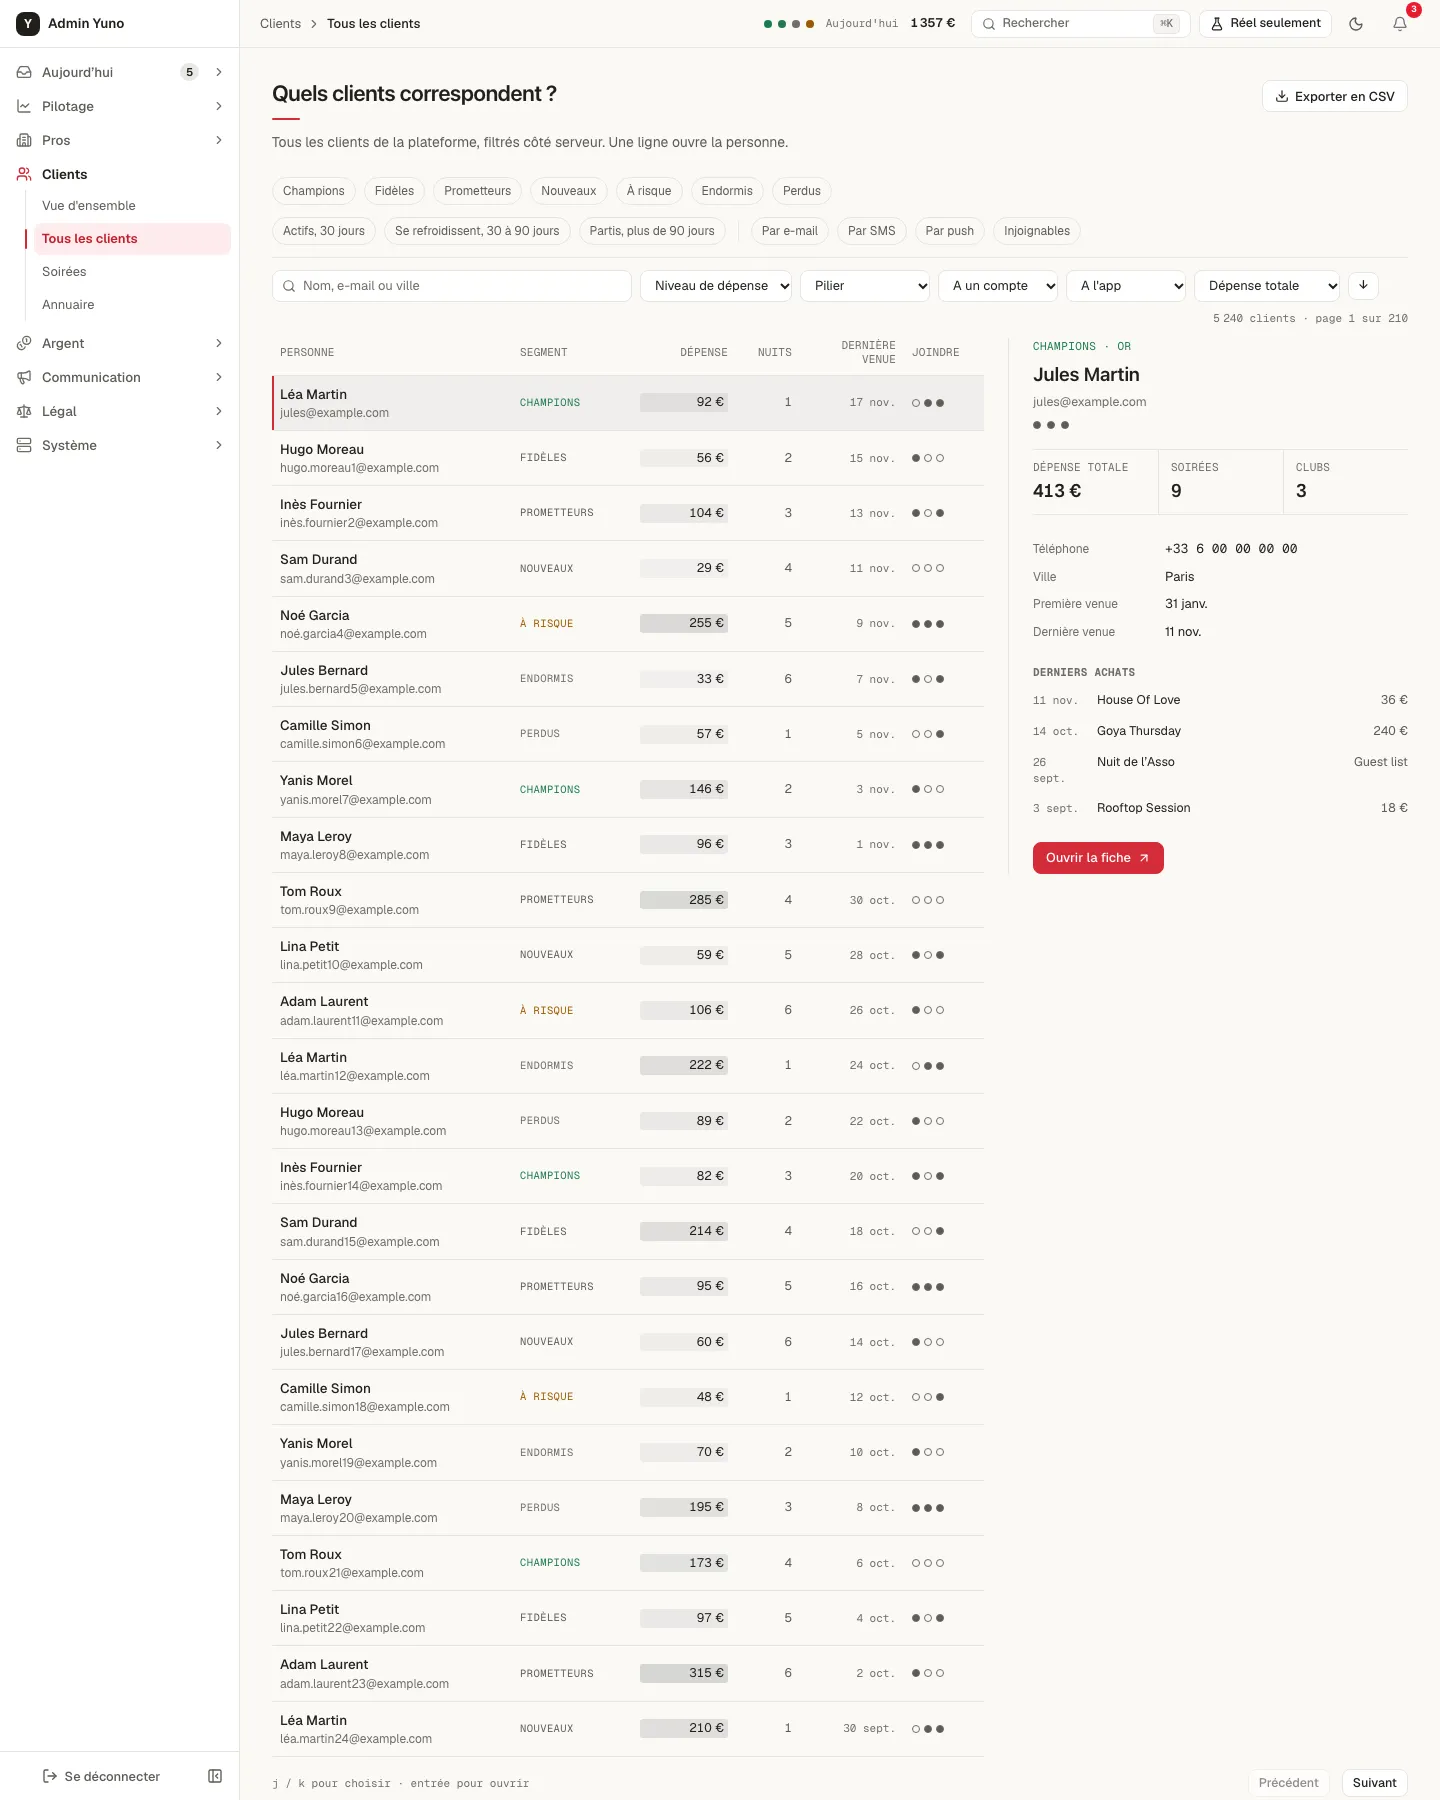 Y Admin Yuno
Clients > Tous les clients
Aujourd'hui 1 357 €
Rechercher ⌘K
Réel seulement
3
Aujourd'hui 5
Pilotage
Pros
Clients
Vue d'ensemble
Tous les clients
Soirées
Annuaire
Argent
Communication
Légal
Système
Se déconnecter
Quels clients correspondent ?
Exporter en CSV
Tous les clients de la plateforme, filtrés côté serveur. Une ligne ouvre la personne.
Champions Fidèles Prometteurs Nouveaux À risque Endormis Perdus
Actifs, 30 jours Se refroidissent, 30 à 90 jours Partis, plus de 90 jours Par e-mail Par SMS Par push Injoignables
Nom, e-mail ou ville Niveau de dépense Pilier A un compte A l'app Dépense totale ↓
5 240 clients · page 1 sur 210
PERSONNE SEGMENT DÉPENSE NUITS DERNIÈRE VENUE JOINDRE
Léa Martin
jules@example.com CHAMPIONS 92 € 1 17 nov.
Hugo Moreau
hugo.moreau1@example.com FIDÈLES 56 € 2 15 nov.
Inès Fournier
inès.fournier2@example.com PROMETTEURS 104 € 3 13 nov.
Sam Durand
sam.durand3@example.com NOUVEAUX 29 € 4 11 nov.
Noé Garcia
noé.garcia4@example.com À RISQUE 255 € 5 9 nov.
Jules Bernard
jules.bernard5@example.com ENDORMIS 33 € 6 7 nov.
Camille Simon
camille.simon6@example.com PERDUS 57 € 1 5 nov.
Yanis Morel
yanis.morel7@example.com CHAMPIONS 146 € 2 3 nov.
Maya Leroy
maya.leroy8@example.com FIDÈLES 96 € 3 1 nov.
Tom Roux
tom.roux9@example.com PROMETTEURS 285 € 4 30 oct.
Lina Petit
lina.petit10@example.com NOUVEAUX 59 € 5 28 oct.
Adam Laurent
adam.laurent11@example.com À RISQUE 106 € 6 26 oct.
Léa Martin
léa.martin12@example.com ENDORMIS 222 € 1 24 oct.
Hugo Moreau
hugo.moreau13@example.com PERDUS 89 € 2 22 oct.
Inès Fournier
inès.fournier14@example.com CHAMPIONS 82 € 3 20 oct.
Sam Durand
sam.durand15@example.com FIDÈLES 214 € 4 18 oct.
Noé Garcia
noé.garcia16@example.com PROMETTEURS 95 € 5 16 oct.
Jules Bernard
jules.bernard17@example.com NOUVEAUX 60 € 6 14 oct.
Camille Simon
camille.simon18@example.com À RISQUE 48 € 1 12 oct.
Yanis Morel
yanis.morel19@example.com ENDORMIS 70 € 2 10 oct.
Maya Leroy
maya.leroy20@example.com PERDUS 195 € 3 8 oct.
Tom Roux
tom.roux21@example.com CHAMPIONS 173 € 4 6 oct.
Lina Petit
lina.petit22@example.com FIDÈLES 97 € 5 4 oct.
Adam Laurent
adam.laurent23@example.com PROMETTEURS 315 € 6 2 oct.
Léa Martin
léa.martin24@example.com NOUVEAUX 210 € 1 30 sept.
j / k pour choisir · entrée pour ouvrir
Précédent Suivant
CHAMPIONS · OR
Jules Martin
jules@example.com
DÉPENSE TOTALE SOIRÉES CLUBS
413 € 9 3
Téléphone +33 6 00 00 00 00
Ville Paris
Première venue 31 janv.
Dernière venue 11 nov.
DERNIERS ACHATS
11 nov. House Of Love 36 €
14 oct. Goya Thursday 240 €
26 sept. Nuit de l'Asso Guest list
3 sept. Rooftop Session 18 €
Ouvrir la fiche